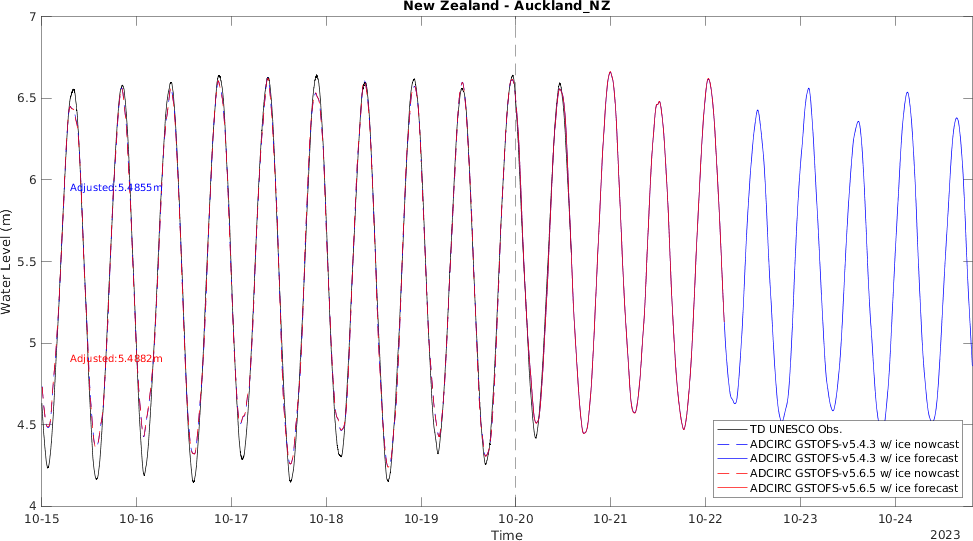 New Zealand - Auckland_NZ
Water Level (m)
7
6.5
6
5.5
5
4.5
4
Adjusted:5.4855m
Adjusted:5.4882m
TD UNESCO Obs.
ADCIRC GSTOFS-v5.4.3 w/ ice nowcast
ADCIRC GSTOFS-v5.4.3 w/ ice forecast
ADCIRC GSTOFS-v5.6.5 w/ ice nowcast
ADCIRC GSTOFS-v5.6.5 w/ ice forecast
10-15 10-16 10-17 10-18 10-19 10-20 10-21 10-22 10-23 10-24
Time
2023